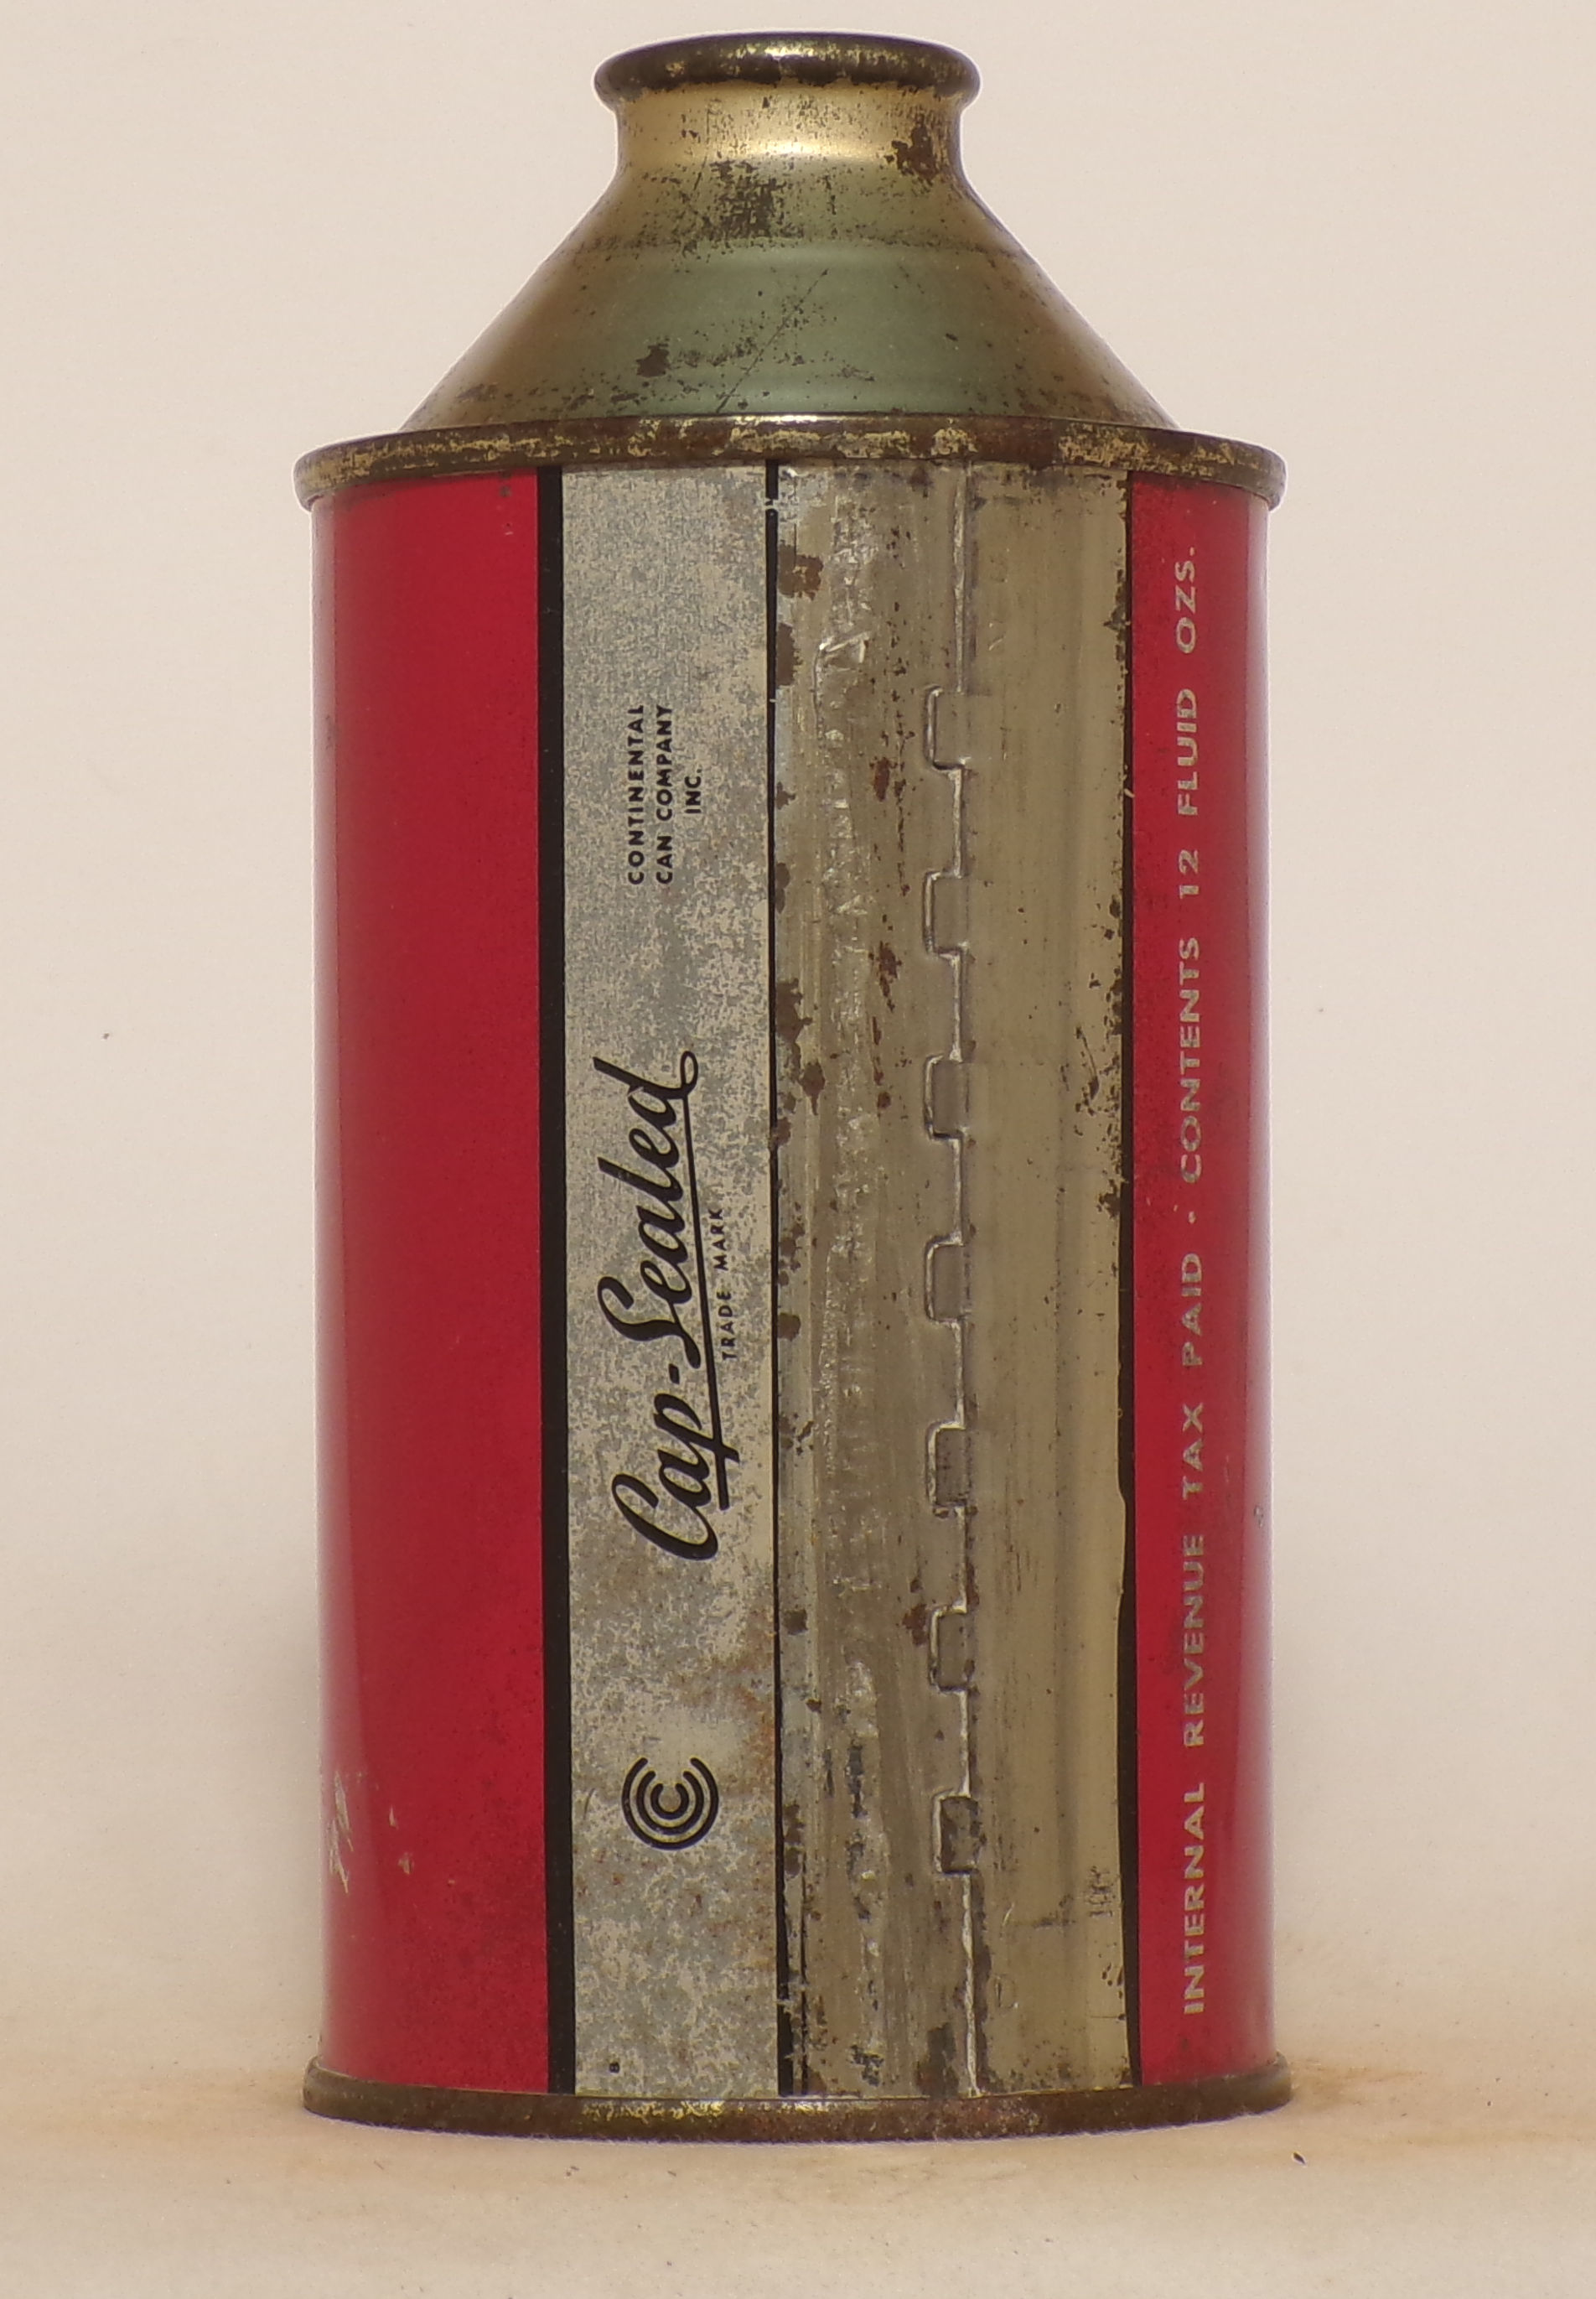 CONTINENTAL
CAN COMPANY
INC.
Cap-Sealed
TRADE MARK
C
B
INTERNAL REVENUE TAX PAID · CONTENTS 12 FLUID OZS.